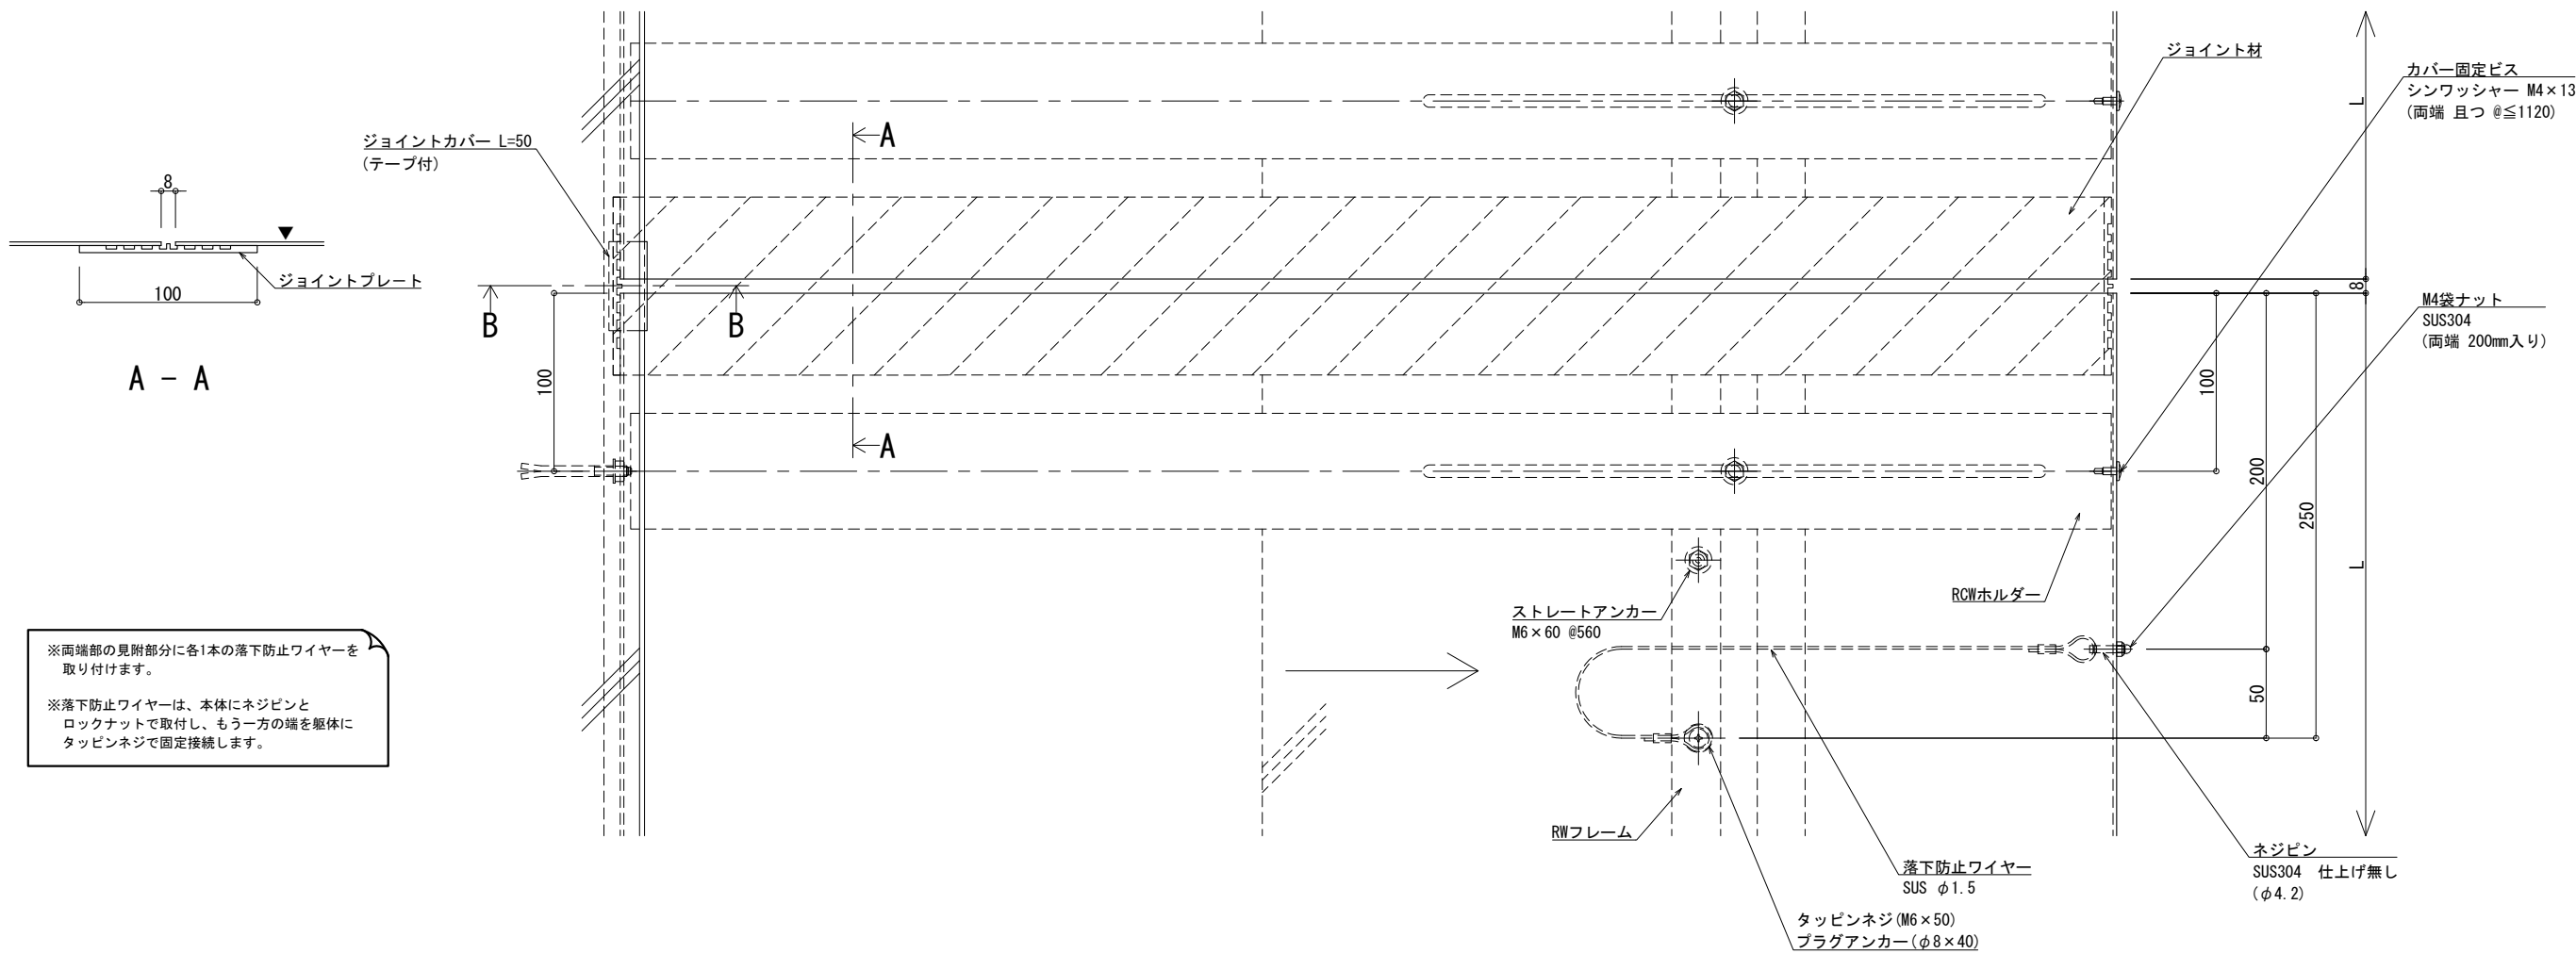 ジョイント材
カバー固定ビス
シンワッシャー M4×13
(両端 且つ @≦1120)
L
ジョイントカバー L=50
(テープ付)
A
8
ジョイントプレート
100
A － A
B
B
100
A
8
M4袋ナット
SUS304
(両端 200mm入り)
100
200
250
L
RCWホルダー
ストレートアンカー
M6×60 @560
50
※両端部の見附部分に各1本の落下防止ワイヤーを
取り付けます。
※落下防止ワイヤーは、本体にネジピンと
ロックナットで取付し、もう一方の端を躯体に
タッピンネジで固定接続します。
RWフレーム
落下防止ワイヤー
SUS φ1.5
タッピンネジ(M6×50)
プラグアンカー(φ8×40)
ネジピン
SUS304　仕上げ無し
(φ4.2)